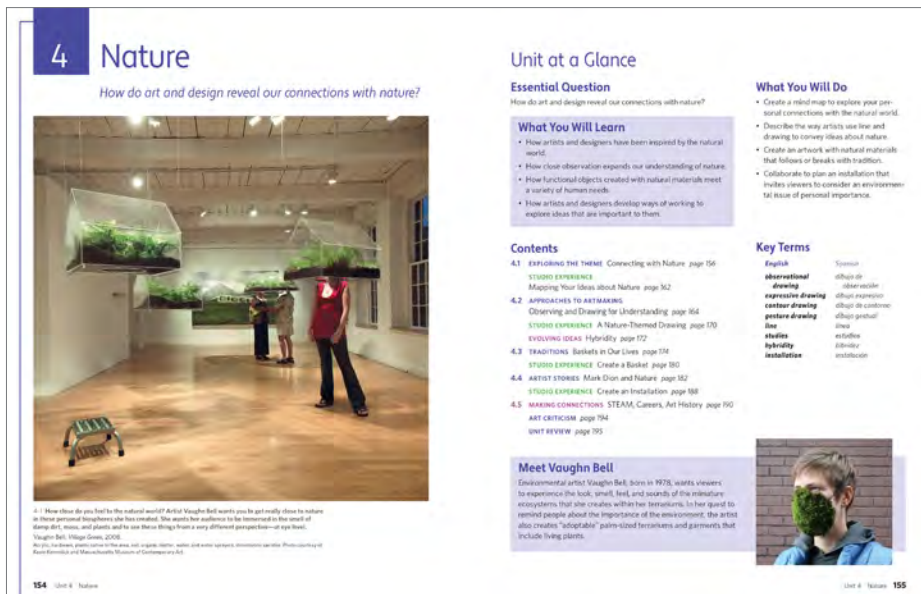 4
Nature
How do art and design reveal our connections with nature?
4-1 How close do you feel to the natural world? Artist Vaughn Bell wants you to get really close to nature
in these personal biospheres she has created. She wants her audience to be immersed in the smell of
damp dirt, moss, and plants and to see these things from a very different perspective—at eye level.
Vaughn Bell, Village Green, 2008.
154 Unit 4 Nature
Unit at a Glance
Essential Question
How do art and design reveal our connections with nature?
What You Will Learn
• How artists and designers have been inspired by the natural
world.
• How close observation expands our understanding of nature.
• How functional objects created with natural materials meet
a variety of human needs.
• How artists and designers develop ways of working to
explore ideas that are important to them.
Contents
4.1 EXPLORING THE THEME Connecting with Nature page 156
STUDIO EXPERIENCE
Mapping Your Ideas about Nature page 162
4.2 APPROACHES TO ARTMAKING
Observing and Drawing for Understanding page 164
STUDIO EXPERIENCE A Nature-Themed Drawing page 170
EVOLVING IDEAS Hybridity page 172
4.3 TRADITIONS Baskets in Our Lives page 174
STUDIO EXPERIENCE Create a Basket page 180
4.4 ARTIST STORIES Mark Dion and Nature page 182
STUDIO EXPERIENCE Create an Installation page 188
4.5 MAKING CONNECTIONS STEAM, Careers, Art History page 190
ART CRITICISM page 194
UNIT REVIEW page 195
What You Will Do
• Create a mind map to explore your per-
sonal connections with the natural world.
• Describe the way artists use line and
drawing to convey ideas about nature.
• Create an artwork with natural materials
that follows or breaks with tradition.
• Collaborate to plan an installation that
invites viewers to consider an environmen-
tal issue of personal importance.
Key Terms
English Spanish
observational dibujo de
drawing observación
expressive drawing dibujo expresivo
contour drawing dibujo de contorno
gesture drawing dibujo gestual
line línea
studies estudios
hybridity hibridez
installation instalación
Meet Vaughn Bell
Environmental artist Vaughn Bell, born in 1978, wants viewers
to experience the look, smell, feel, and sounds of the miniature
ecosystems that she creates within her terrariums. In her quest to
remind people about the importance of the environment, the artist
also creates "adoptable" palm-sized terrariums and garments that
include living plants.
Unit 4 Nature 155